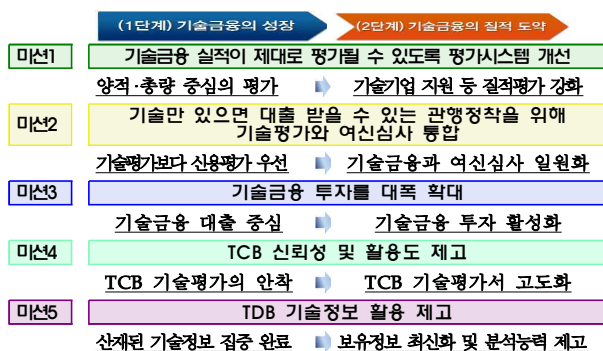 (1단계) 기술금융의 성장 (2단계) 기술금융의 질적 도약
미션1 기술금융 실적이 제대로 평가될 수 있도록 평가시스템 개선
양적·총량 중심의 평가 기술기업 지원 등 질적평가 강화
미션2 기술만 있으면 대출 받을 수 있는 관행정착을 위해
기술평가와 여신심사 통합
기술평가보다 신용평가 우선 기술금융과 여신심사 일원화
미션3 기술금융 투자를 대폭 확대
기술금융 대출 중심 기술금융 투자 활성화
미션4 TCB 신뢰성 및 활용도 제고
TCB 기술평가의 안착 TCB 기술평가서 고도화
미션5 TDB 기술정보 활용 제고
산재된 기술정보 집중 완료 보유정보 최신화 및 분석능력 제고